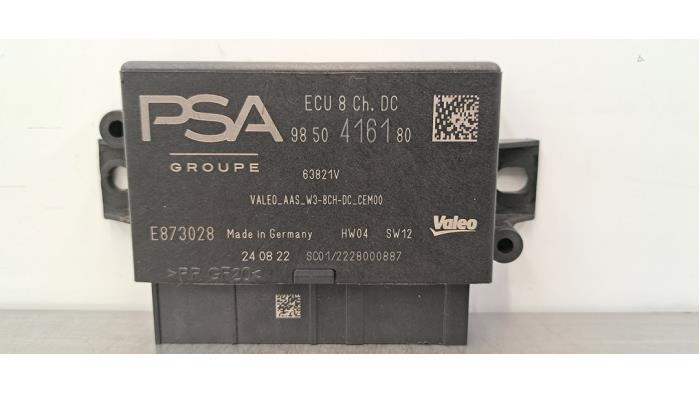 PSA
GROUPE
ECU 8 Ch. DC
98 50 4161 80
63821V
VALEO_AAS_W3-8CH-DC_CEM00
E873028 Made in Germany HW04 SW12
Valeo
24 08 22 SC01/2228000887
>PP GF20<